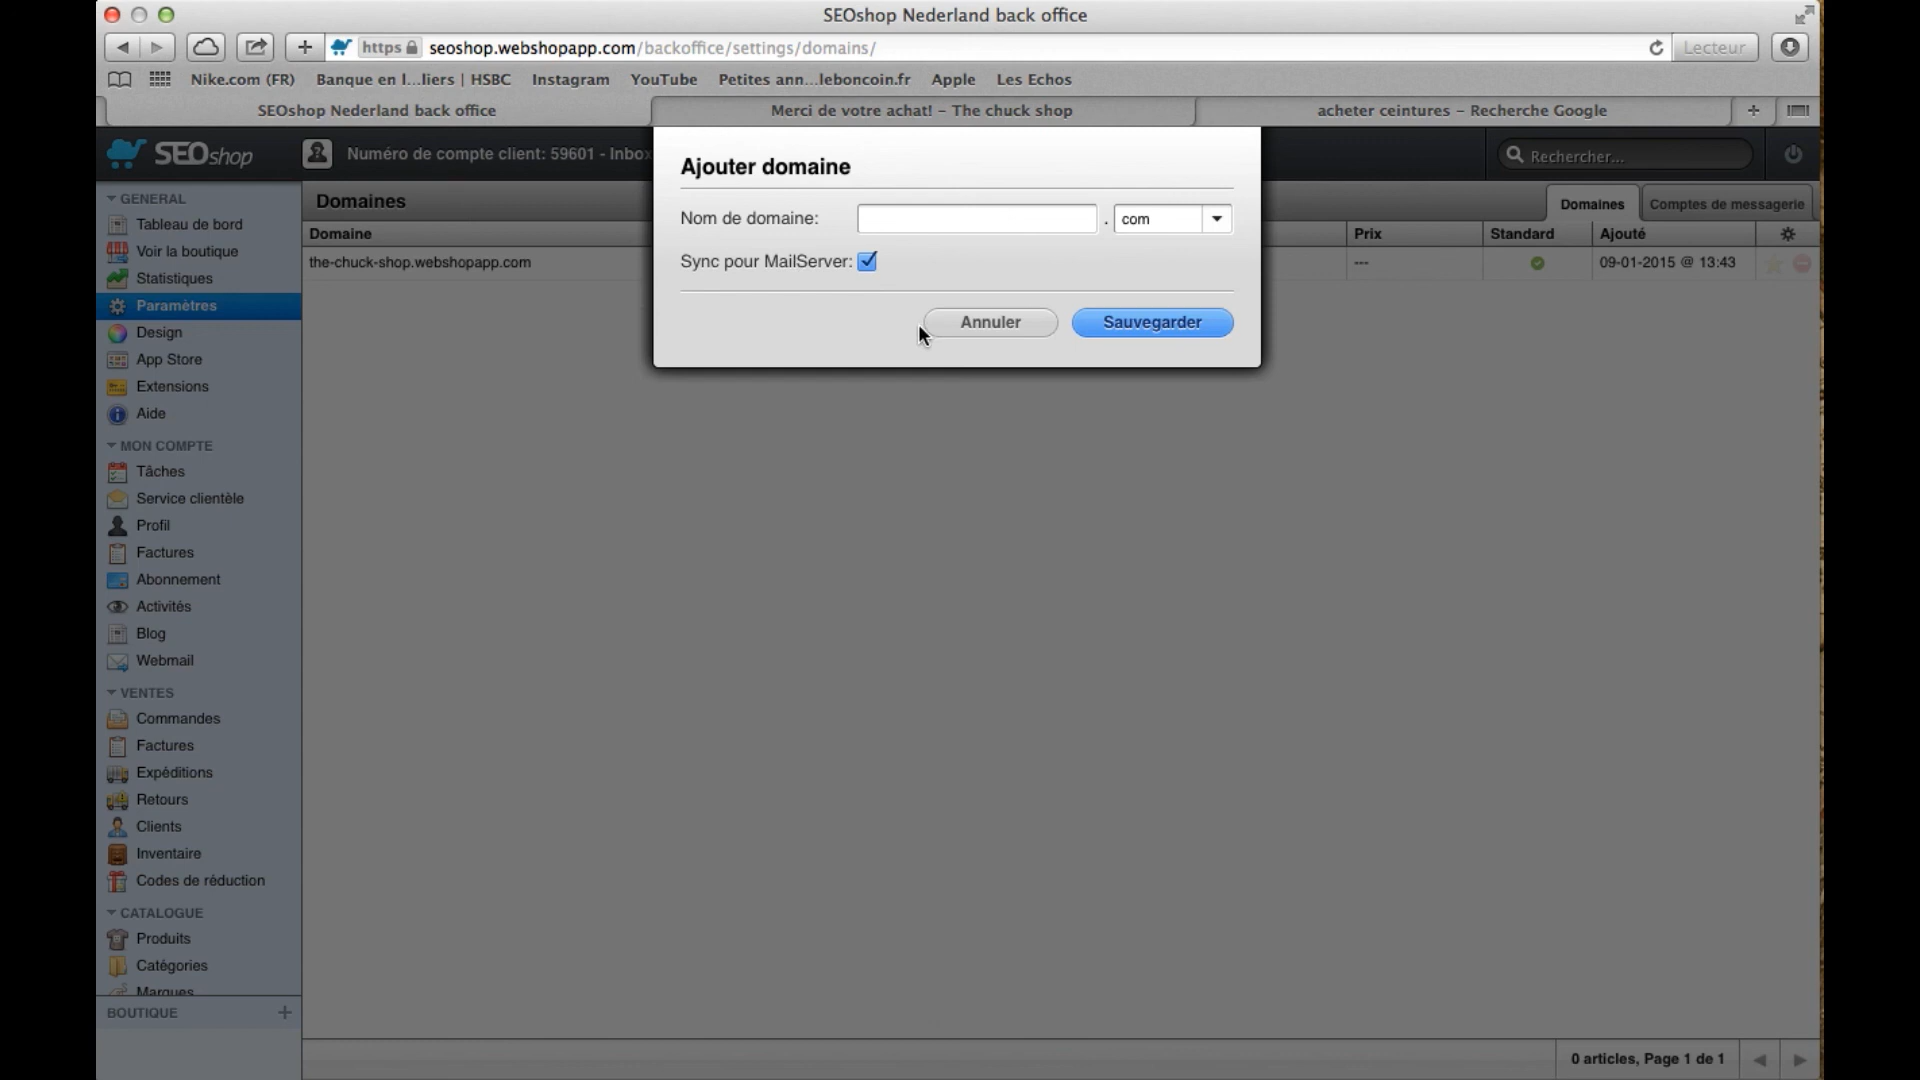 SEOshop Nederland back office
https seoshop.webshopapp.com/backoffice/settings/domains/ Lecteur
Nike.com (FR) Banque en l...liers | HSBC Instagram YouTube Petites ann...leboncoin.fr Apple Les Echos
SEOshop Nederland back office Merci de votre achat! – The chuck shop acheter ceintures – Recherche Google
SEOshop Numéro de compte client: 59601 - Inbox Rechercher...
Ajouter domaine
Nom de domaine: . com
Sync pour MailServer:
Annuler Sauvegarder
Domaines Domaines Comptes de messagerie
Domaine Prix Standard Ajouté
the-chuck-shop.webshopapp.com --- 09-01-2015 @ 13:43
GENERAL
Tableau de bord
Voir la boutique
Statistiques
Paramètres
Design
App Store
Extensions
Aide
MON COMPTE
Tâches
Service clientèle
Profil
Factures
Abonnement
Activités
Blog
Webmail
VENTES
Commandes
Factures
Expéditions
Retours
Clients
Inventaire
Codes de réduction
CATALOGUE
Produits
Catégories
Marques
BOUTIQUE
0 articles, Page 1 de 1